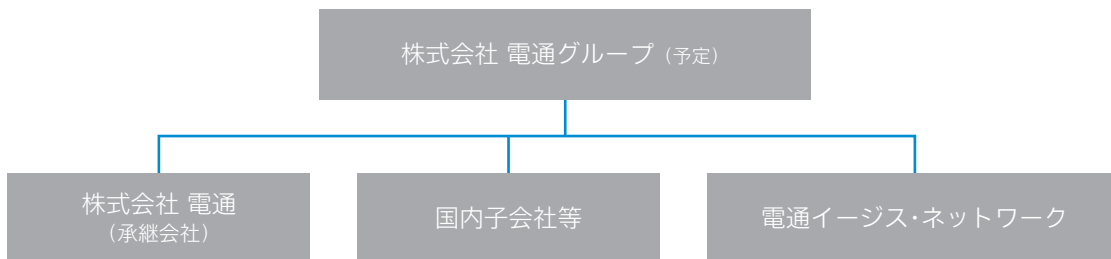 株式会社 電通グループ（予定）
株式会社 電通
（承継会社）
国内子会社等
電通イージス・ネットワーク